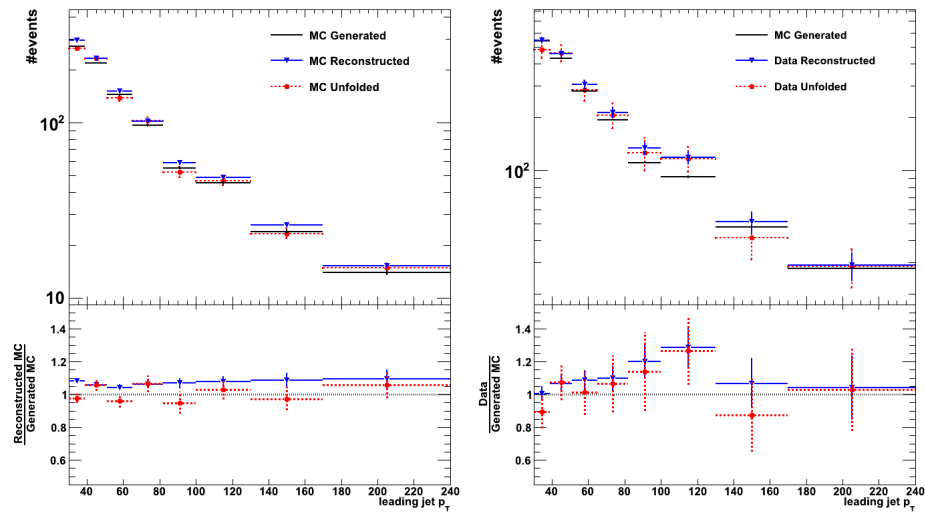 #events
MC Generated
MC Reconstructed
MC Unfolded
10²
10
Reconstructed MC
Generated MC
1.4
1.2
1
0.8
0.6
40 60 80 100 120 140 160 180 200 220 240
leading jet p_T
#events
MC Generated
Data Reconstructed
Data Unfolded
10²
Data
Generated MC
1.4
1.2
1
0.8
0.6
40 60 80 100 120 140 160 180 200 220 240
leading jet p_T